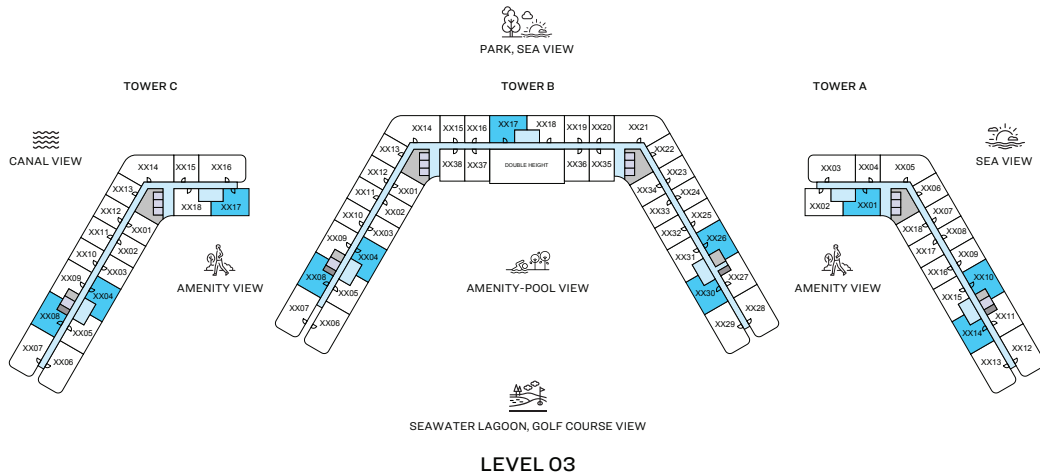 PARK, SEA VIEW
TOWER C
TOWER B
TOWER A
CANAL VIEW
SEA VIEW
XX14
XX15
XX16
XX13
XX12
XX11
XX10
XX09
XX08
XX07
XX06
XX05
XX04
XX03
XX02
XX01
XX18
XX17
AMENITY VIEW
XX14
XX15
XX16
XX17
XX18
XX19
XX20
XX21
XX13
XX12
XX11
XX10
XX09
XX08
XX07
XX06
XX05
XX04
XX03
XX02
XX01
XX38
XX37
DOUBLE HEIGHT
XX36
XX35
XX34
XX33
XX32
XX31
XX30
XX29
XX28
XX27
XX26
XX25
XX24
XX23
XX22
AMENITY-POOL VIEW
XX03
XX04
XX05
XX02
XX01
XX06
XX07
XX08
XX09
XX10
XX11
XX12
XX13
XX14
XX15
XX16
XX17
XX18
AMENITY VIEW
SEAWATER LAGOON, GOLF COURSE VIEW
LEVEL 03